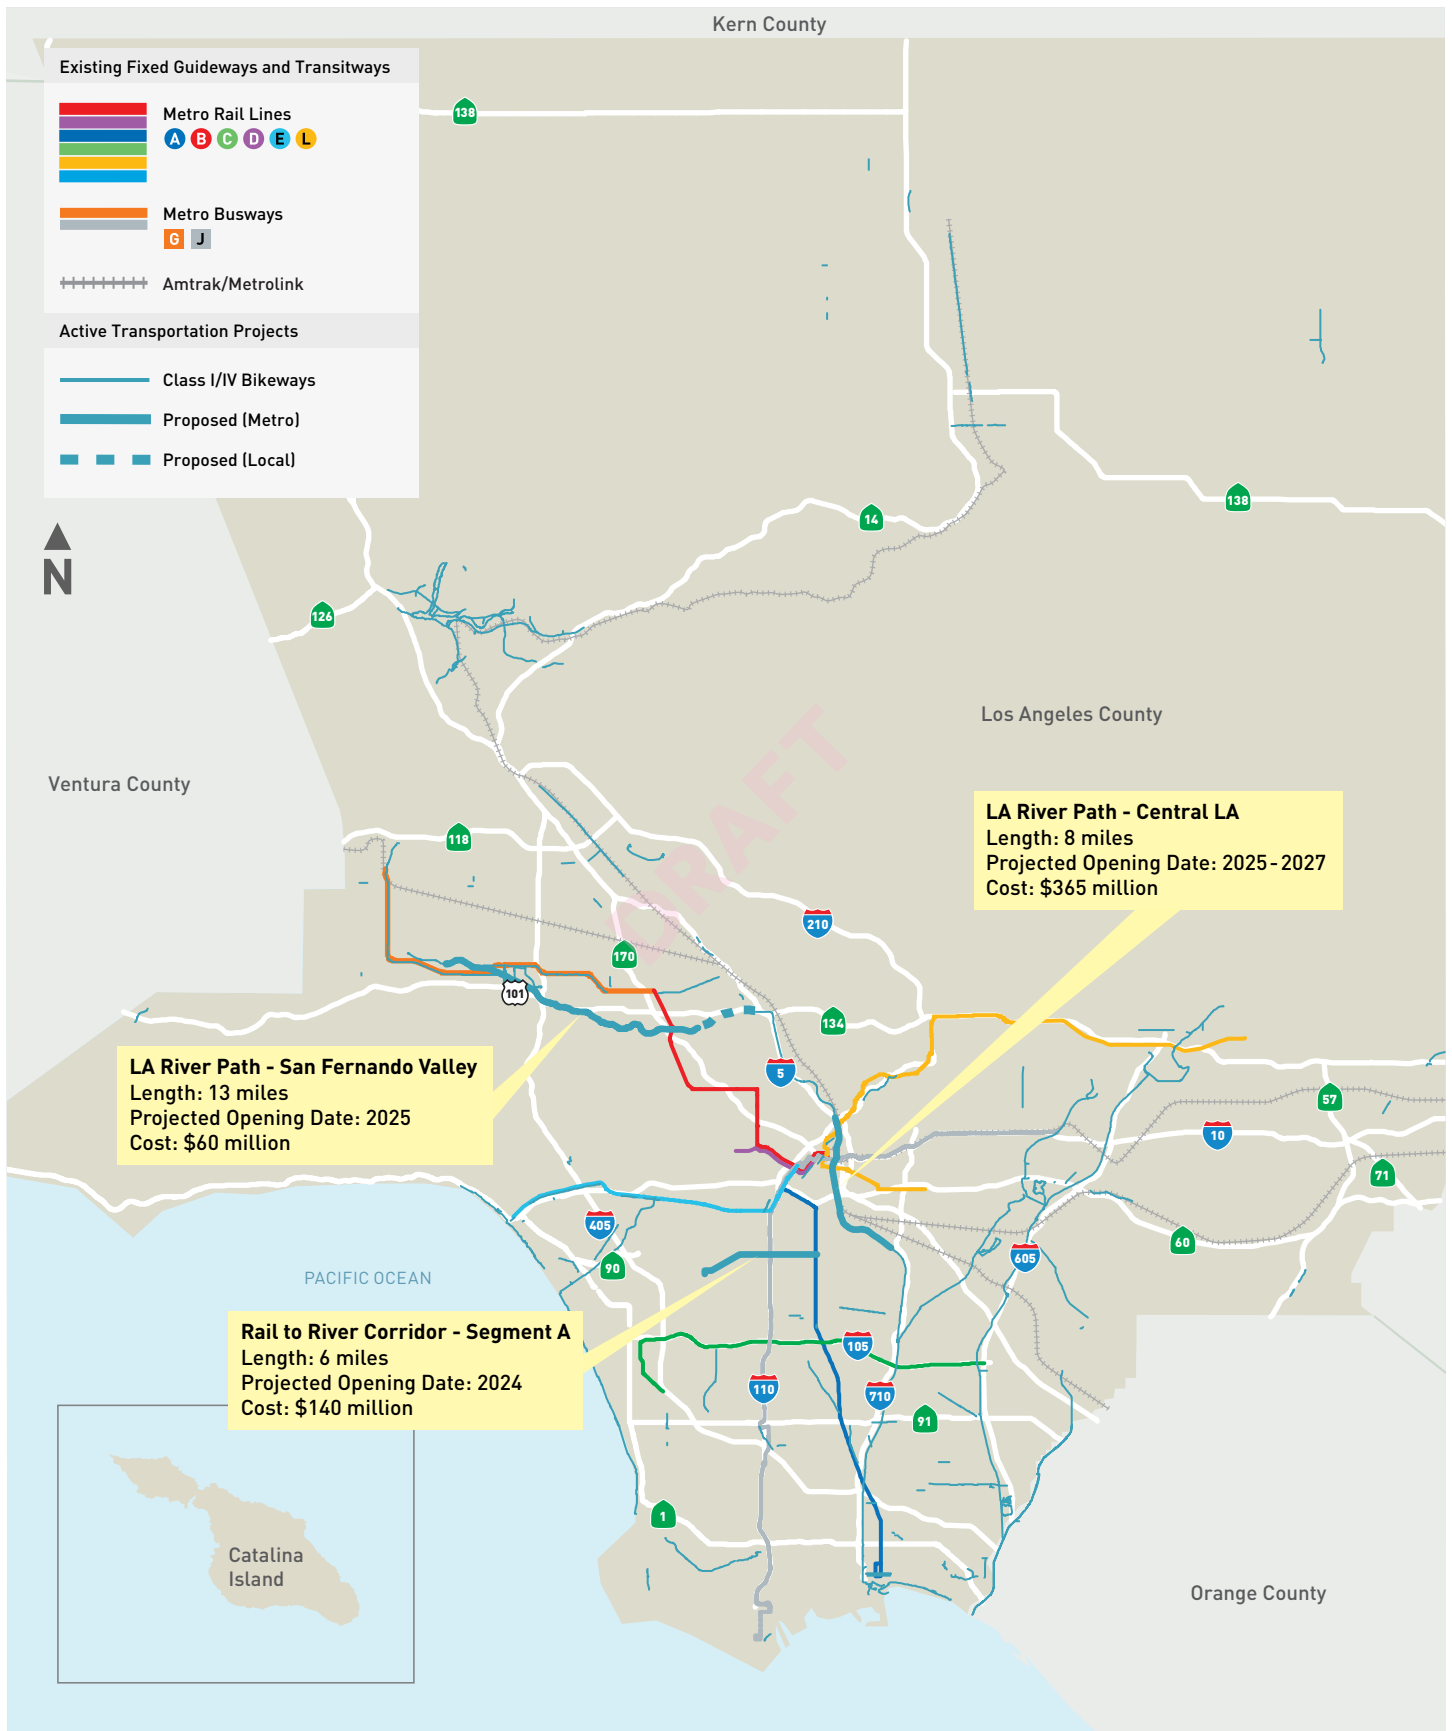 Kern County
Existing Fixed Guideways and Transitways
Metro Rail Lines
A B C D E L
Metro Busways
G J
Amtrak/Metrolink
Active Transportation Projects
Class I/IV Bikeways
Proposed (Metro)
Proposed (Local)
N
138
14
138
126
Los Angeles County
Ventura County
DRAFT
LA River Path - Central LA
Length: 8 miles
Projected Opening Date: 2025-2027
Cost: $365 million
118
210
170
101
134
LA River Path - San Fernando Valley
Length: 13 miles
Projected Opening Date: 2025
Cost: $60 million
5
57
10
71
405
60
605
90
PACIFIC OCEAN
Rail to River Corridor - Segment A
Length: 6 miles
Projected Opening Date: 2024
Cost: $140 million
105
110
710
91
1
Catalina
Island
Orange County